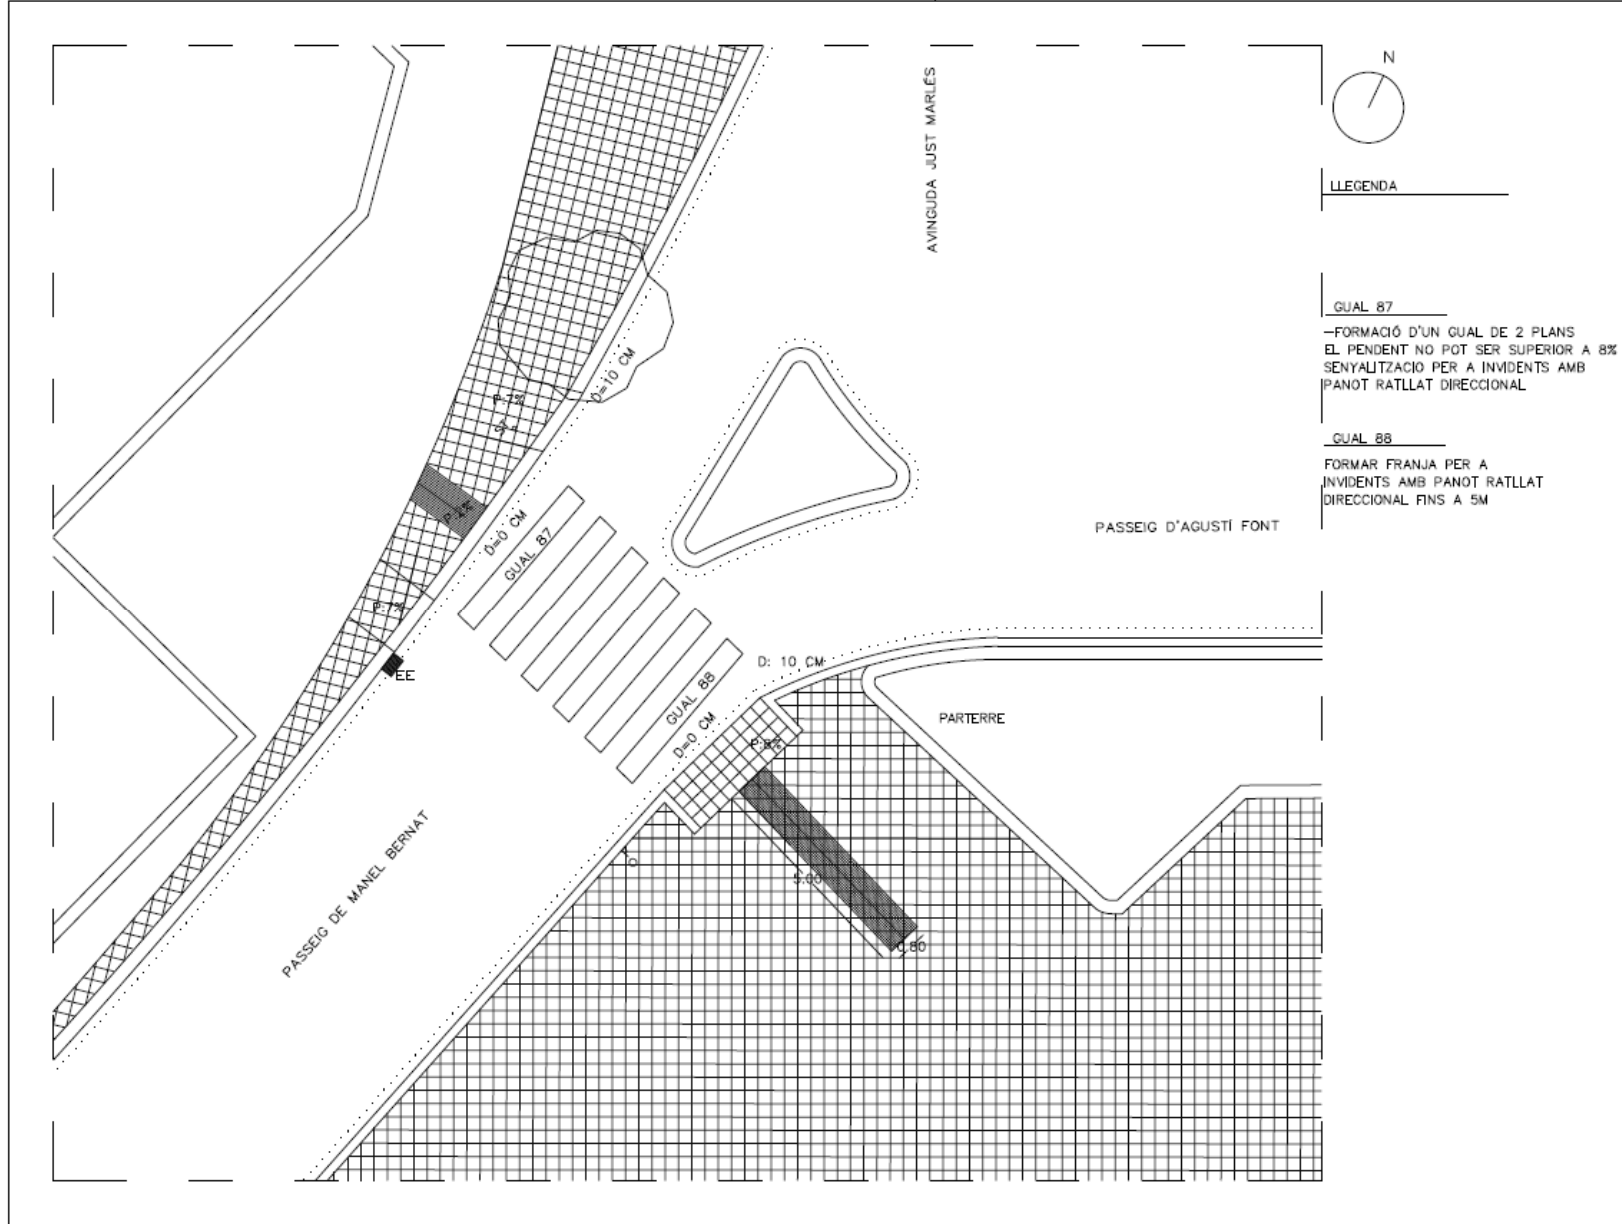 N
AVINGUDA JUST MARLÉS
LLEGENDA
GUAL 87
-FORMACIÓ D'UN GUAL DE 2 PLANS
EL PENDENT NO POT SER SUPERIOR A 8%
SENYALITZACIO PER A INVIDENTS AMB
PANOT RATLLAT DIRECCIONAL
GUAL 88
FORMAR FRANJA PER A
INVIDENTS AMB PANOT RATLLAT
DIRECCIONAL FINS A 5M
D=10 CM
P:7%
D=0 CM
GUAL 87
PASSEIG D'AGUSTÍ FONT
P:7%
EE
D: 10 CM
GUAL 88
D=0 CM
PARTERRE
PASSEIG DE MANEL BERNAT
5.00
0.80